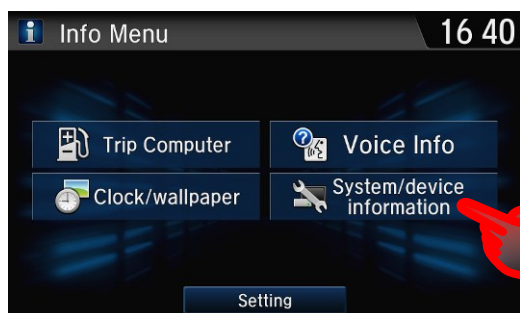 Info Menu
16 40
Trip Computer
Voice Info
Clock/wallpaper
System/device
information
Setting